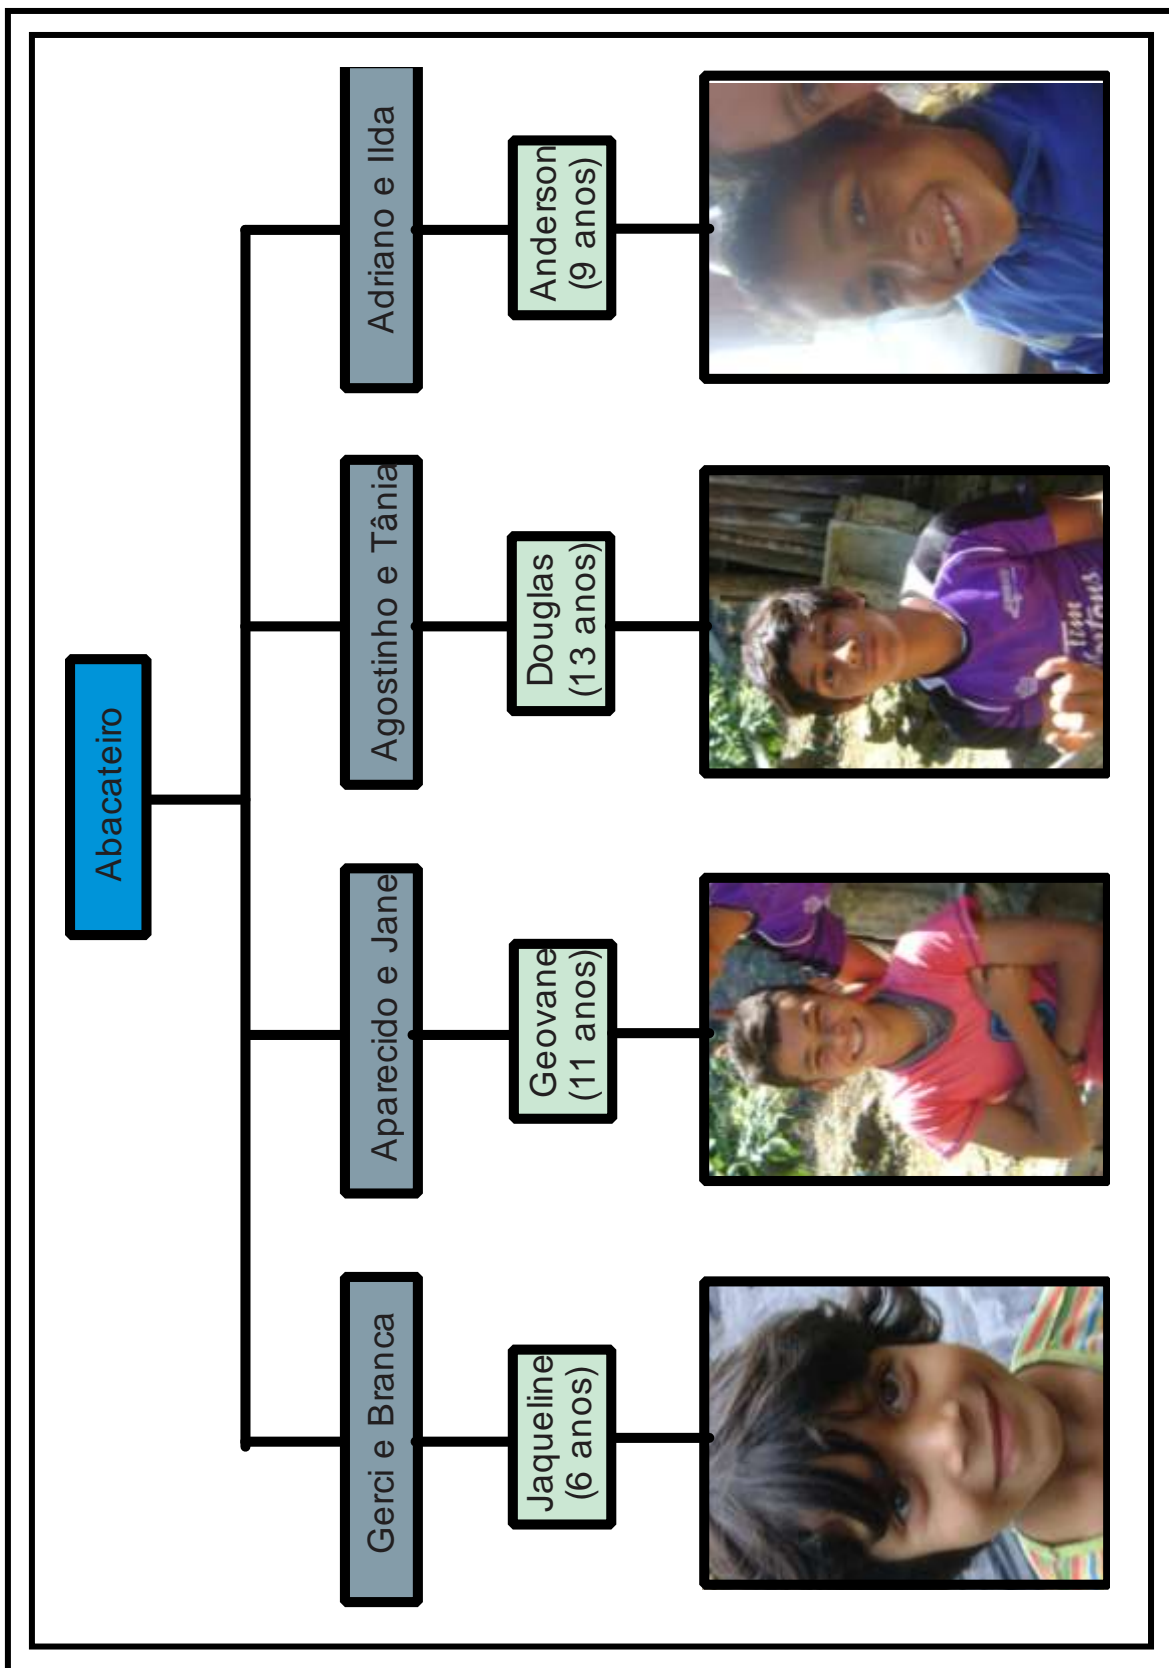 Abacateiro
Gerci e Branca
Aparecido e Jane
Agostinho e Tânia
Adriano e Ilda
Jaqueline
(6 anos)
Geovane
(11 anos)
Douglas
(13 anos)
Anderson
(9 anos)